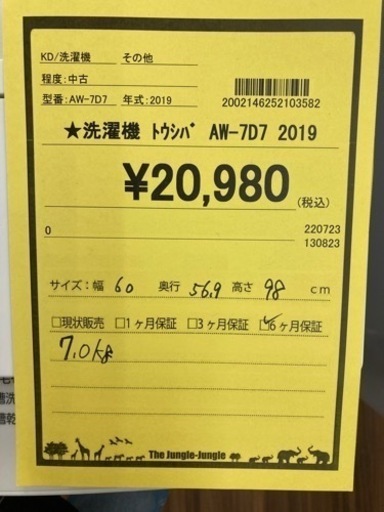 KD/洗濯機 その他
程度:中古
型番:AW-7D7 年式:2019
2002146252103582
★洗濯機 ﾄｳｼﾊﾞ AW-7D7 2019
¥20,980(税込)
0 220723
130823
サイズ:幅 60 奥行 56.9 高さ 98 cm
□現状販売 □1ヶ月保証 □3ヶ月保証 ☑6ヶ月保証
7.0kg
The Jungle-Jungle